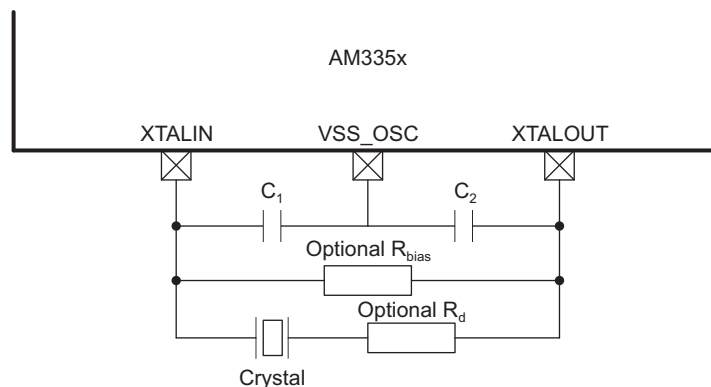 AM335x
XTALIN VSS_OSC XTALOUT
C1 C2
Optional Rbias
Optional Rd
Crystal